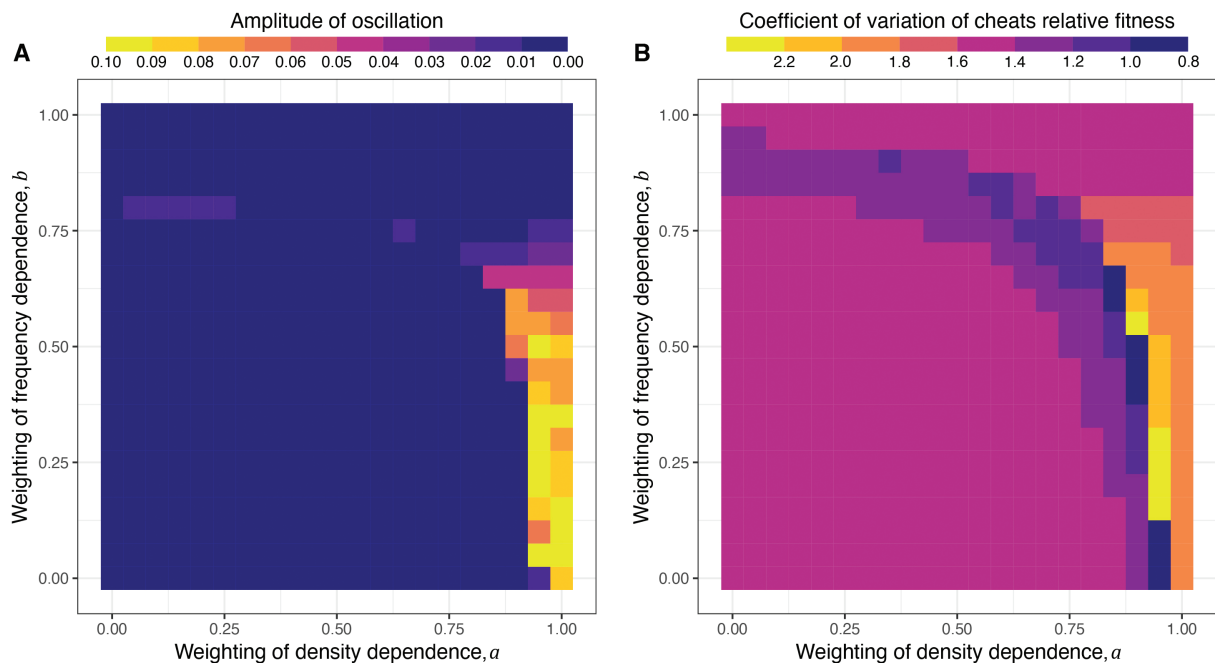 Amplitude of oscillation
A
0.10 0.09 0.08 0.07 0.06 0.05 0.04 0.03 0.02 0.01 0.00
1.00
0.75
0.50
0.25
0.00
Weighting of frequency dependence, b
0.00 0.25 0.50 0.75 1.00
Weighting of density dependence, a
Coefficient of variation of cheats relative fitness
B
2.2 2.0 1.8 1.6 1.4 1.2 1.0 0.8
1.00
0.75
0.50
0.25
0.00
Weighting of frequency dependence, b
0.00 0.25 0.50 0.75 1.00
Weighting of density dependence, a